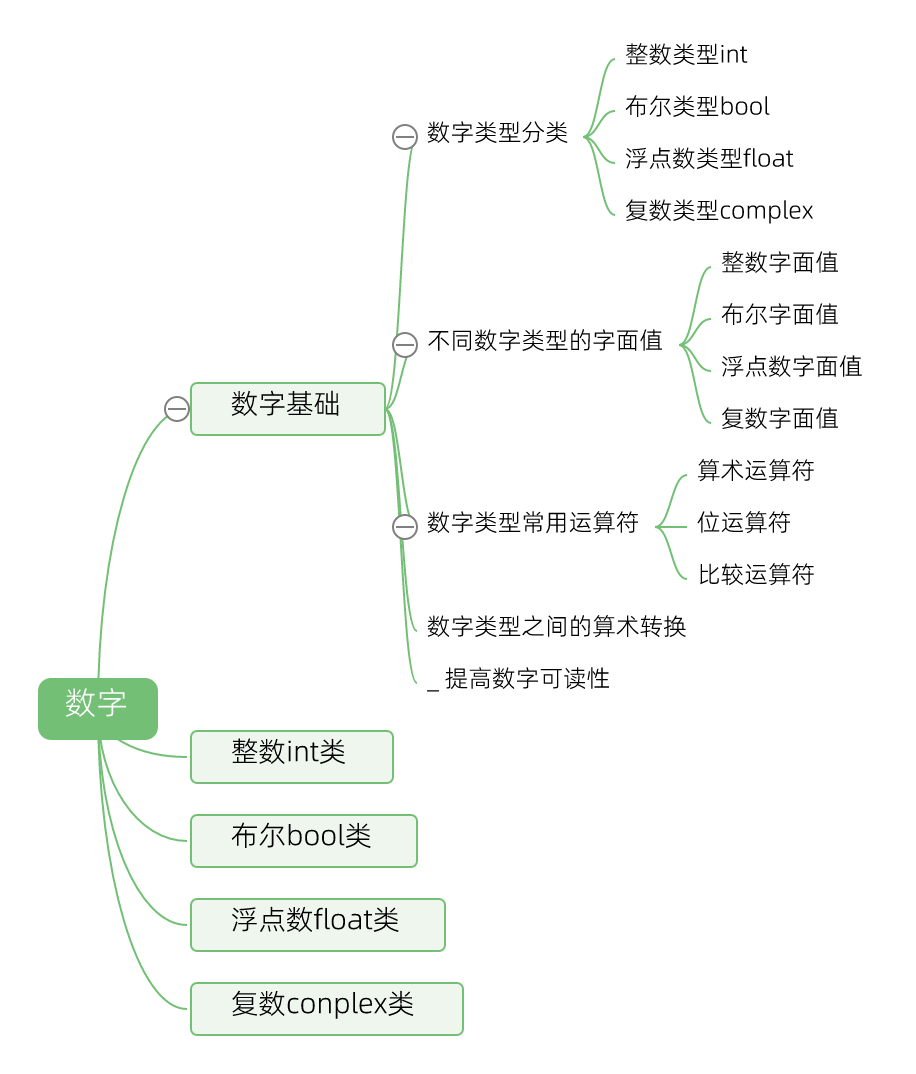 整数类型int
布尔类型bool
数字类型分类
浮点数类型float
复数类型complex
整数字面值
布尔字面值
不同数字类型的字面值
浮点数字面值
数字基础
复数字面值
算术运算符
数字类型常用运算符
位运算符
比较运算符
数字类型之间的算术转换
_ 提高数字可读性
数字
整数int类
布尔bool类
浮点数float类
复数conplex类